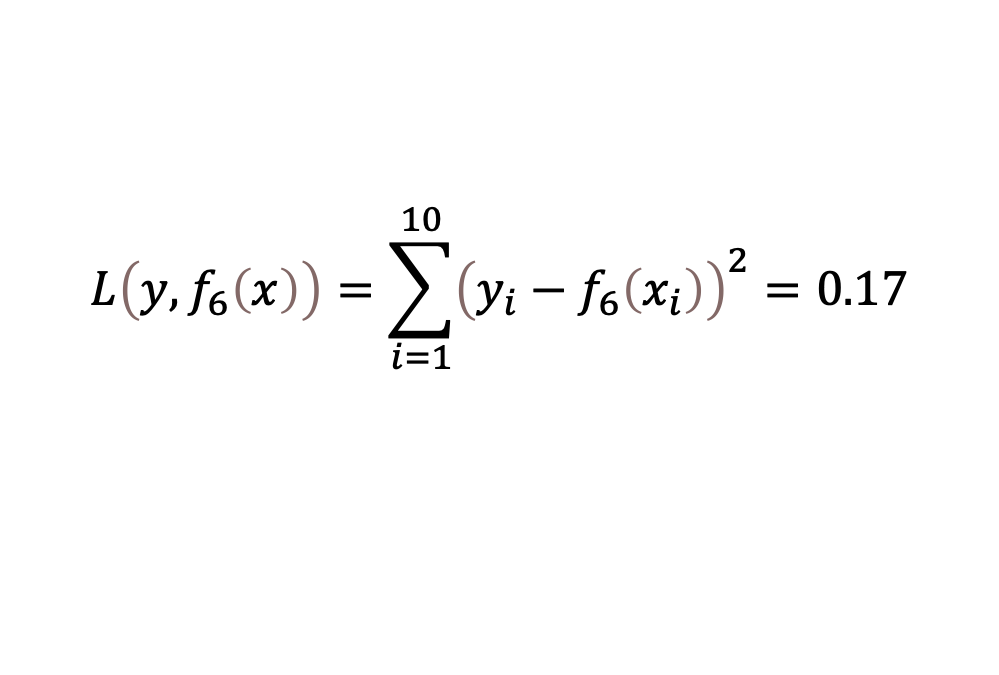 L(y, f₆(x)) = ∑_{i=1}^{10} (yᵢ − f₆(xᵢ))² = 0.17